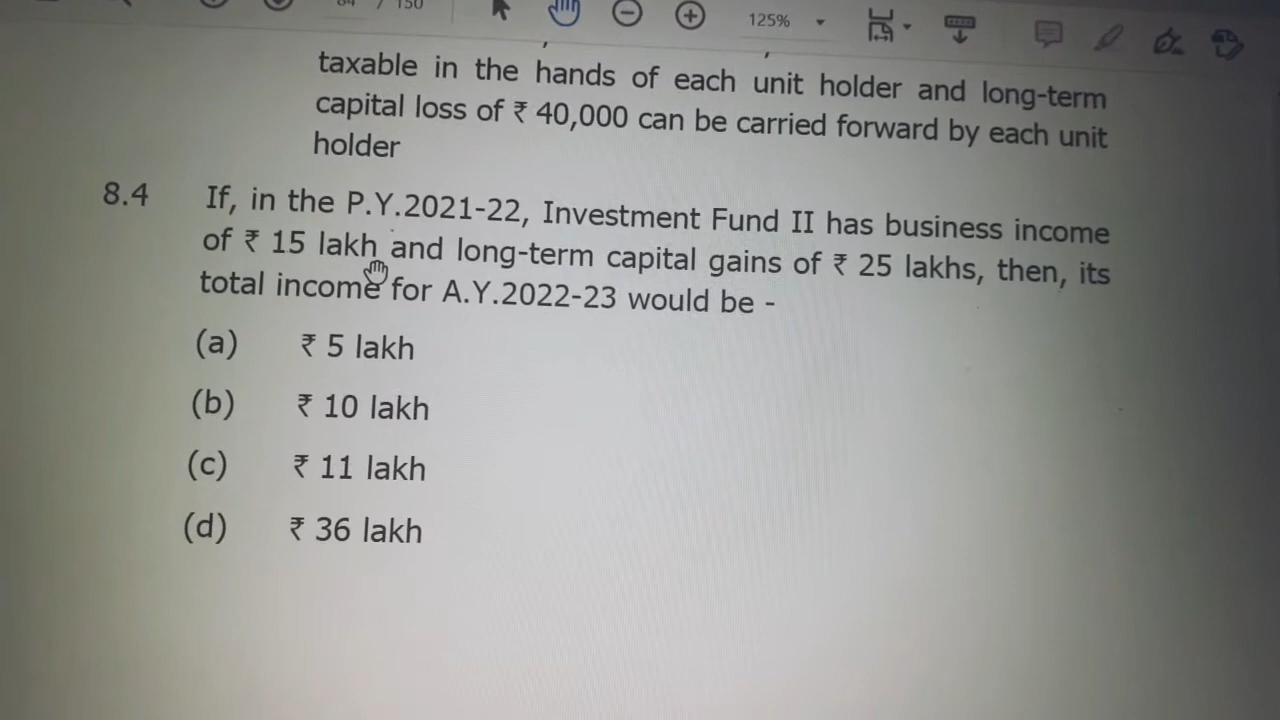 84 / 150
125%
taxable in the hands of each unit holder and long-term
capital loss of ₹ 40,000 can be carried forward by each unit
holder
8.4 If, in the P.Y.2021-22, Investment Fund II has business income
of ₹ 15 lakh and long-term capital gains of ₹ 25 lakhs, then, its
total income for A.Y.2022-23 would be -
(a) ₹ 5 lakh
(b) ₹ 10 lakh
(c) ₹ 11 lakh
(d) ₹ 36 lakh